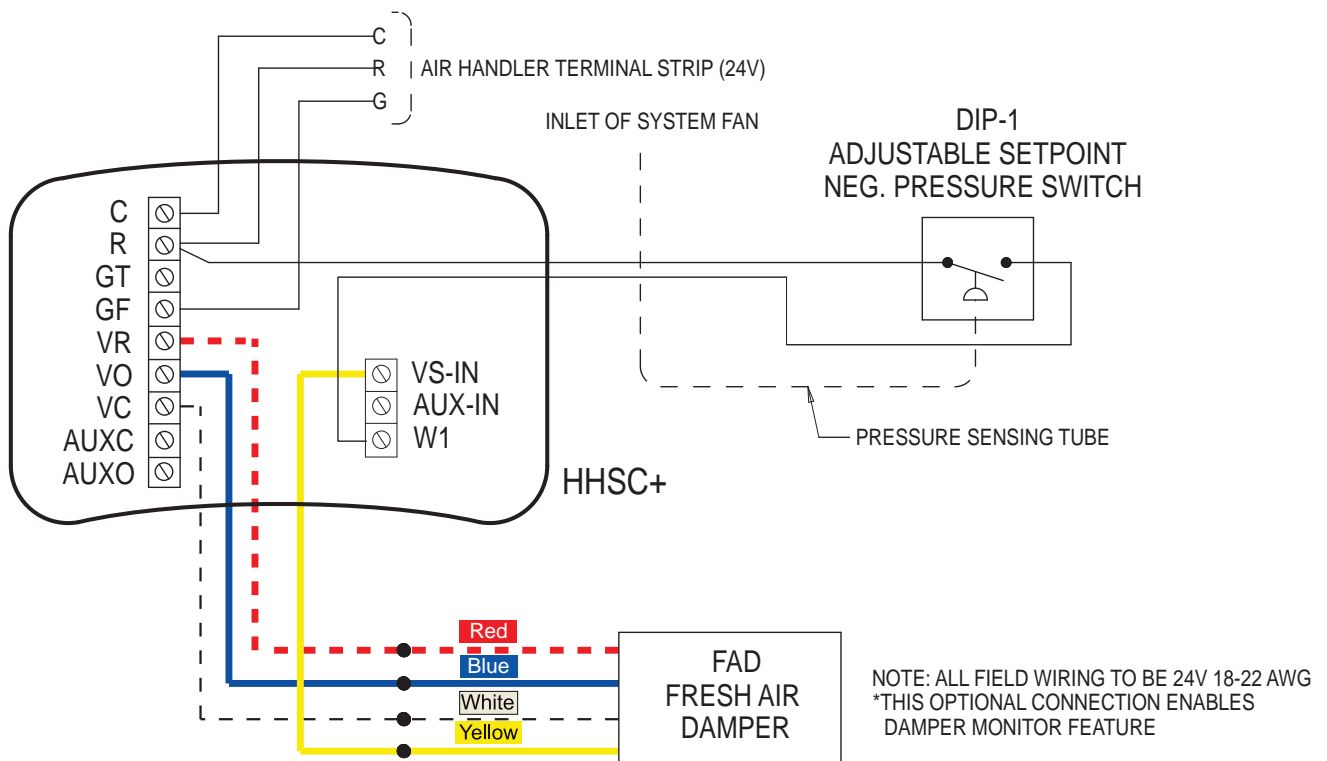 C
R
AIR HANDLER TERMINAL STRIP (24V)
G
INLET OF SYSTEM FAN
DIP-1
ADJUSTABLE SETPOINT
NEG. PRESSURE SWITCH
C
R
GT
GF
VR
VO
VC
AUXC
AUXO
VS-IN
AUX-IN
W1
PRESSURE SENSING TUBE
HHSC+
Red
Blue
White
Yellow
FAD
FRESH AIR
DAMPER
NOTE: ALL FIELD WIRING TO BE 24V 18-22 AWG
*THIS OPTIONAL CONNECTION ENABLES
DAMPER MONITOR FEATURE